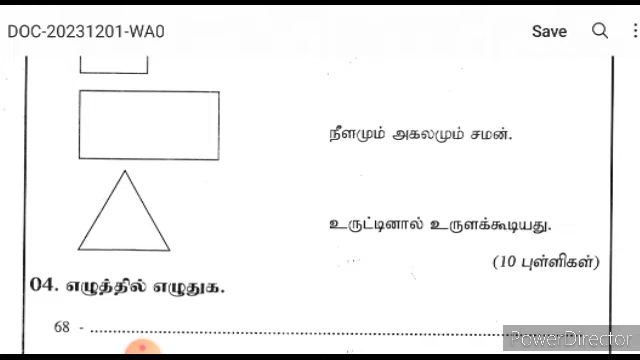 DOC-20231201-WA0
Save
நீளமும் அகலமும் சமன்.
உருட்டினால் உருளக்கூடியது.
(10 புள்ளிகள்)
04. எழுத்தில் எழுதுக.
68 - ................................................
PowerDirector